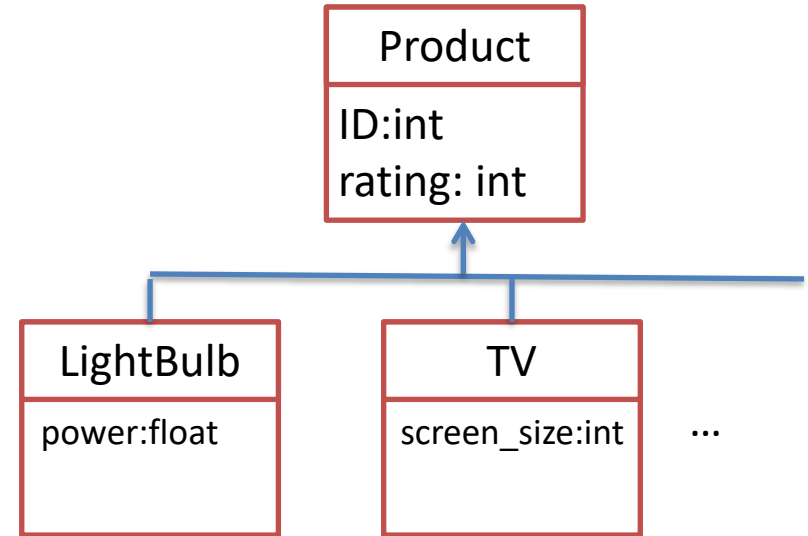 Product
ID:int
rating: int
LightBulb
power:float
TV
screen_size:int
...